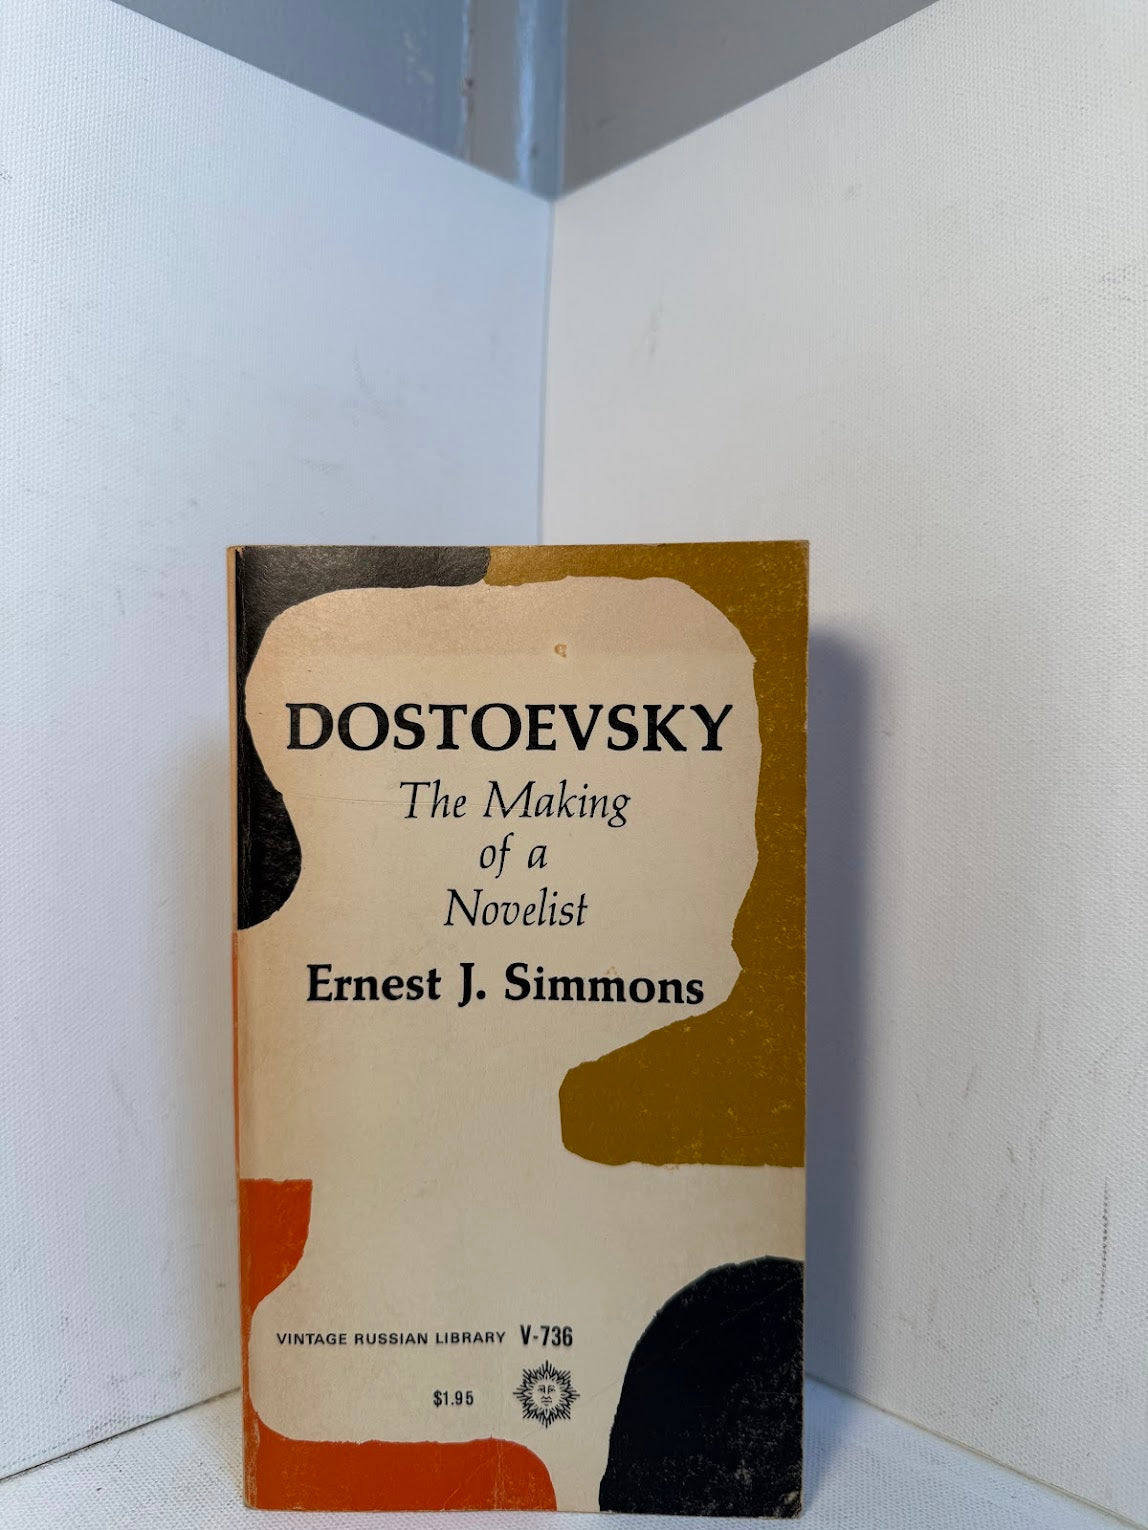 DOSTOEVSKY
The Making
of a
Novelist
Ernest J. Simmons
VINTAGE RUSSIAN LIBRARY V-736
$1.95